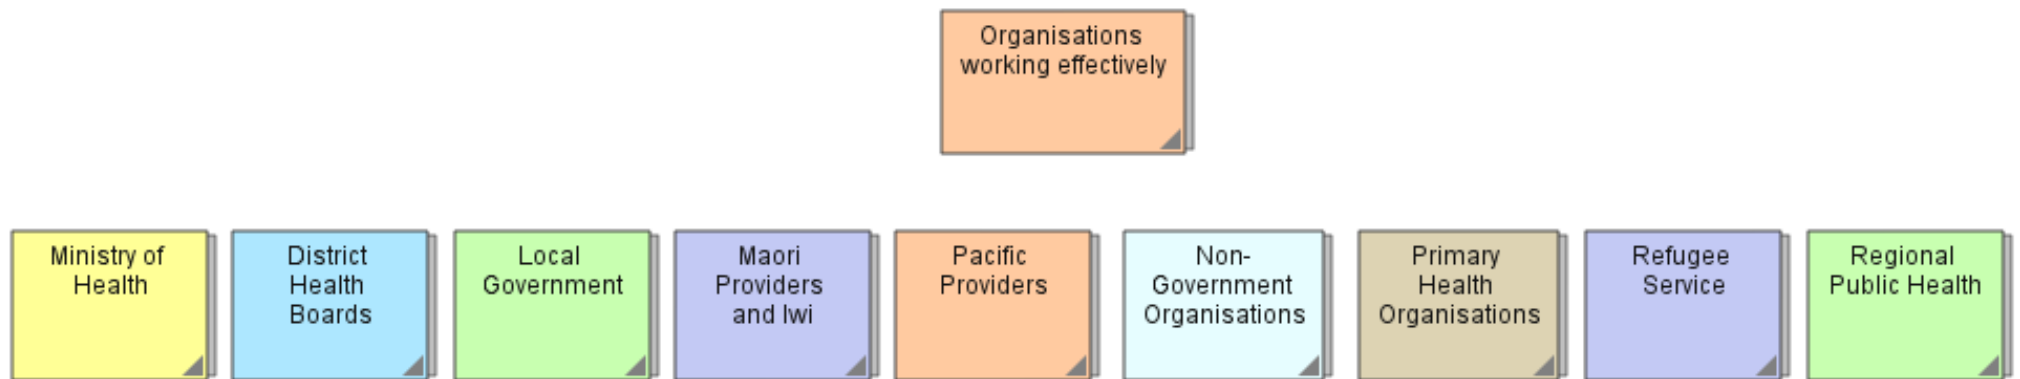 Organisations
working effectively
Ministry of
Health
District
Health
Boards
Local
Government
Maori
Providers
and Iwi
Pacific
Providers
Non-
Government
Organisations
Primary
Health
Organisations
Refugee
Service
Regional
Public Health